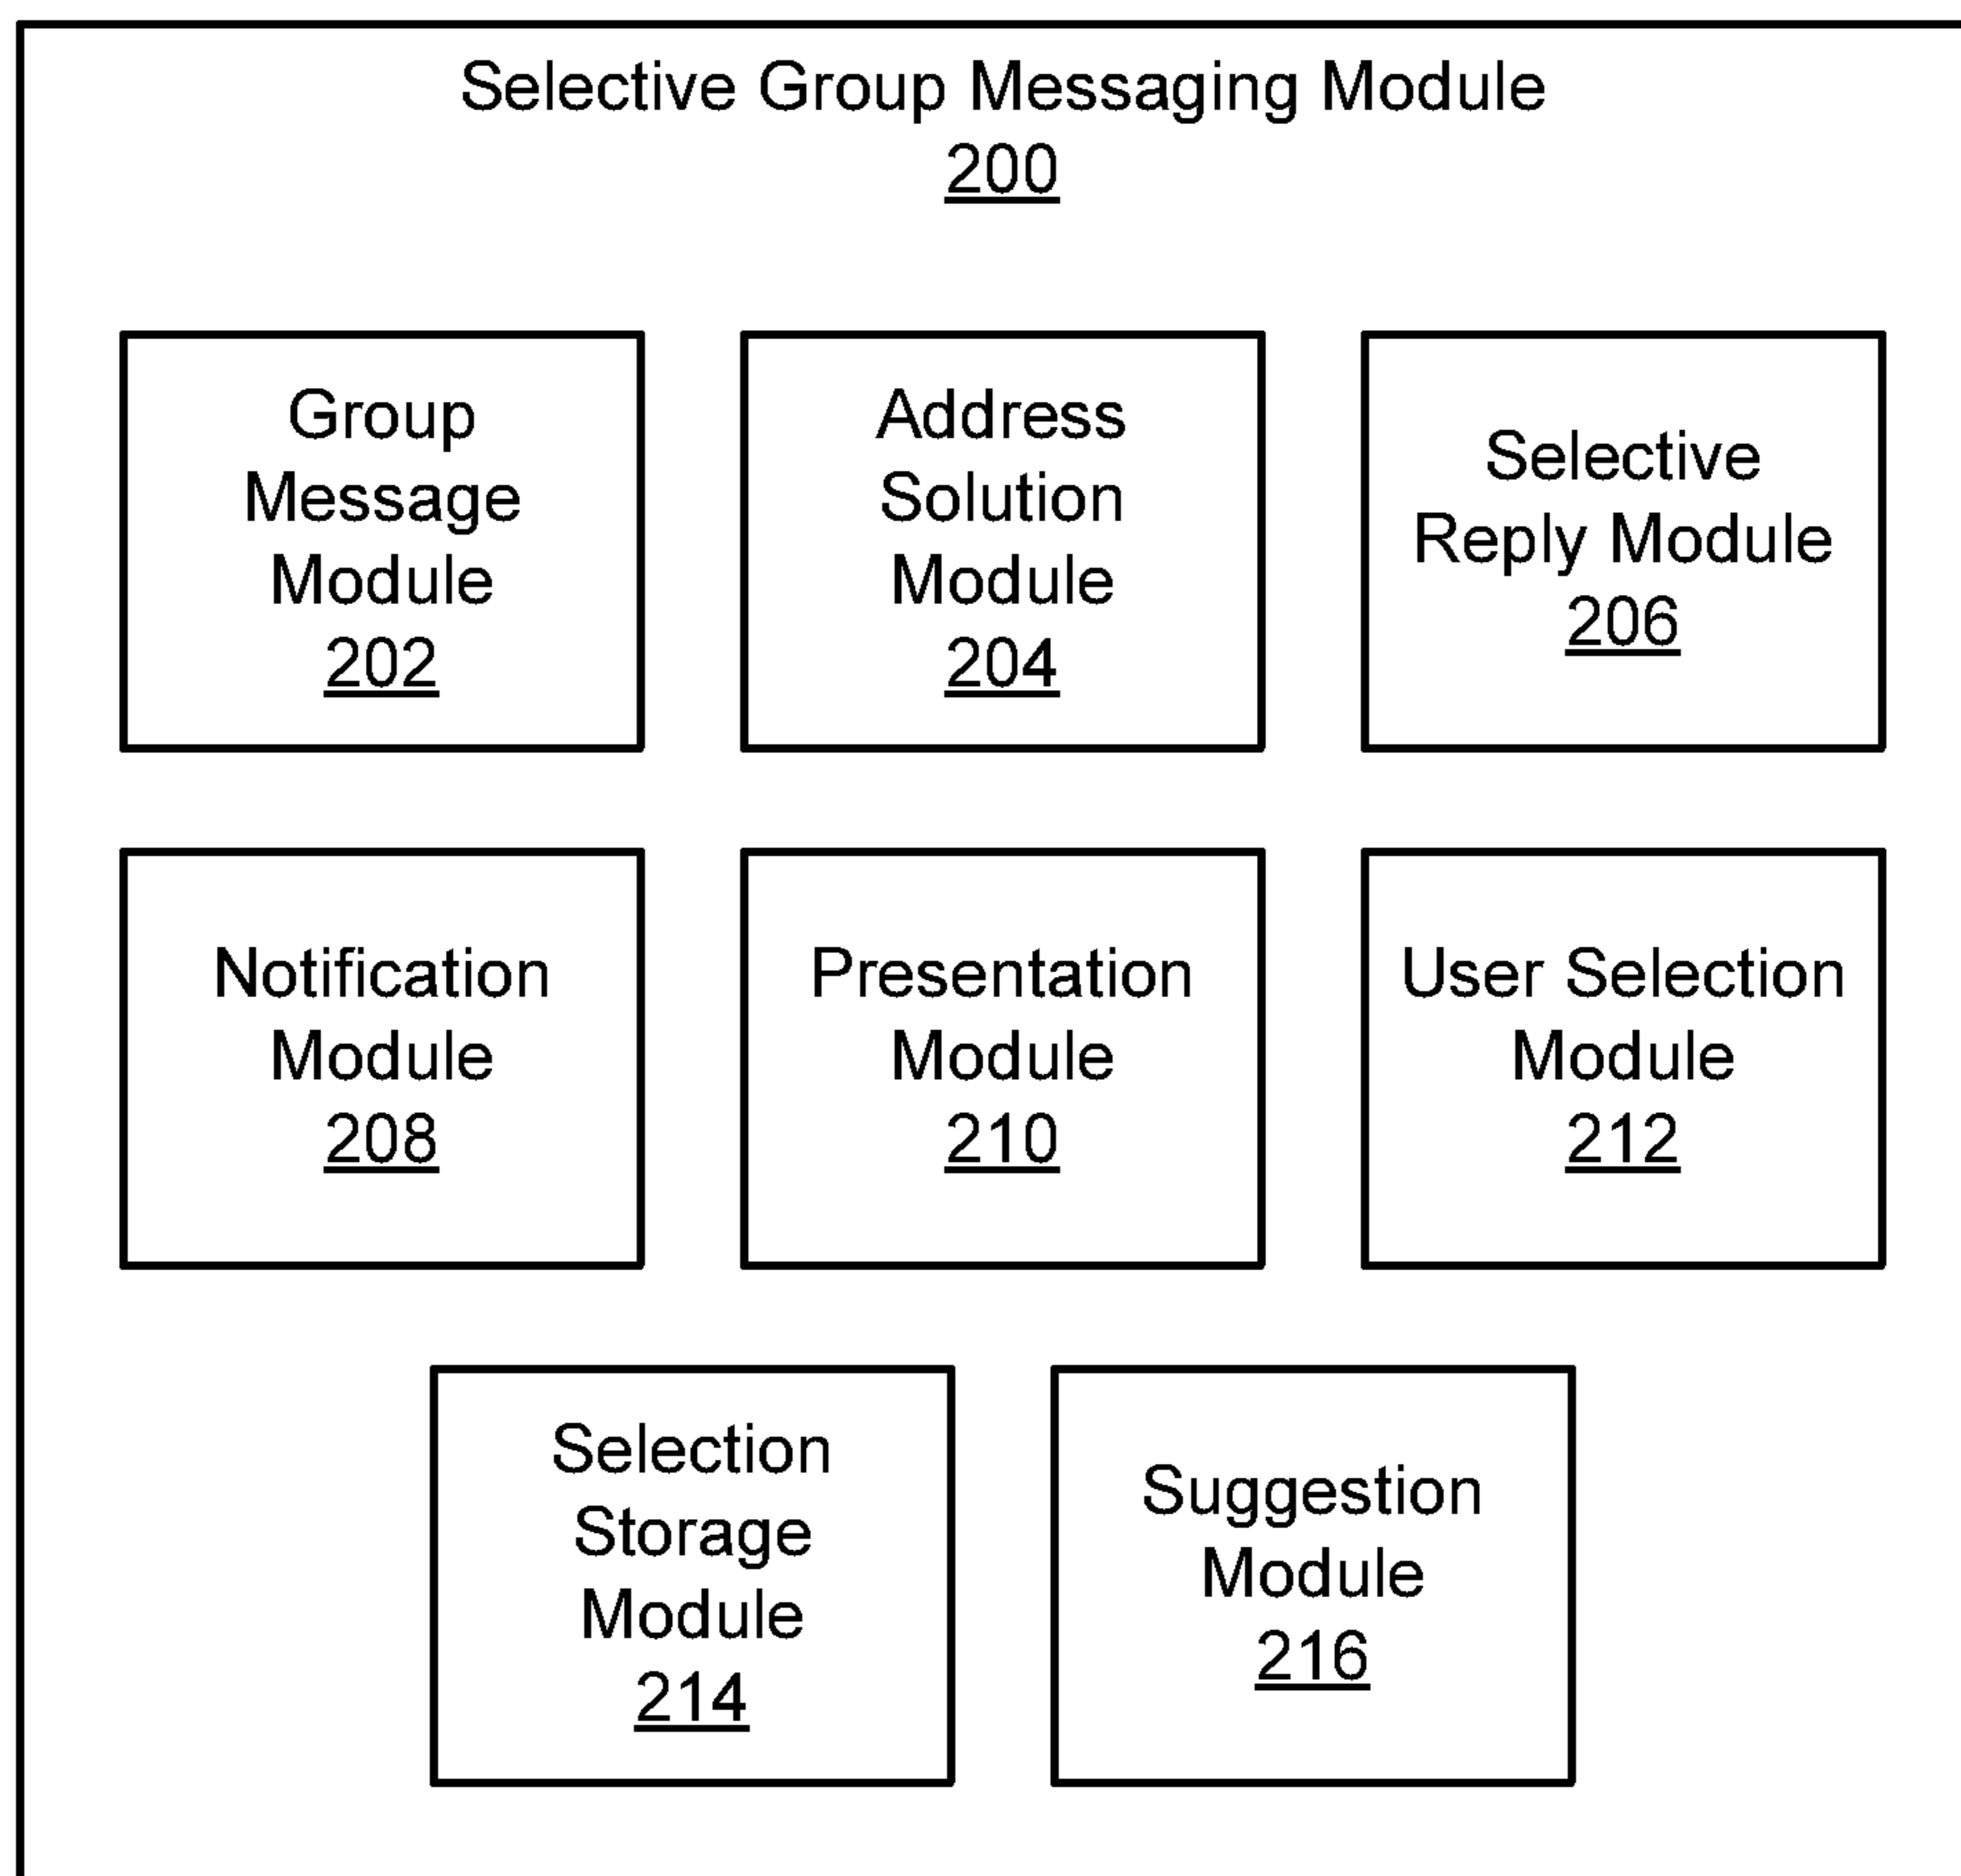 Selective Group Messaging Module
200
Group
Message
Module
202
Address
Solution
Module
204
Selective
Reply Module
206
Notification
Module
208
Presentation
Module
210
User Selection
Module
212
Selection
Storage
Module
214
Suggestion
Module
216